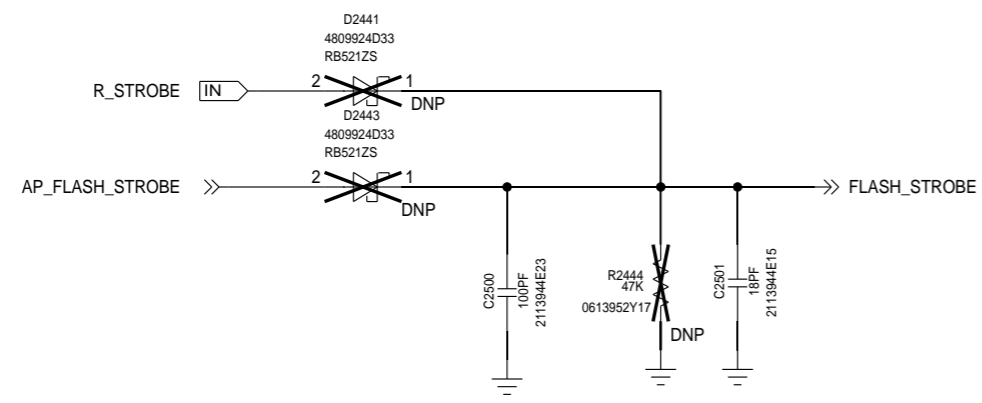 D2441
4809924D33
RB521ZS
R_STROBE
IN
2
1
DNP
D2443
4809924D33
RB521ZS
AP_FLASH_STROBE
2
1
DNP
FLASH_STROBE
C2500
100PF
2113944E23
R2444
47K
0613952Y17
DNP
C2501
18PF
2113944E15